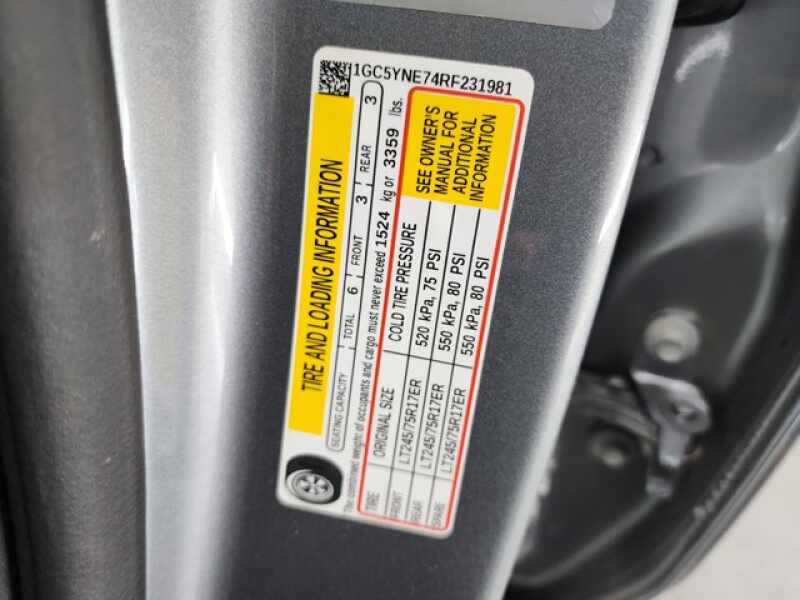 1GC5YNE74RF231981
TIRE AND LOADING INFORMATION
SEATING CAPACITY TOTAL 6 FRONT 3 REAR 3
The combined weight of occupants and cargo must never exceed 1524 kg or 3359 lbs.
TIRE ORIGINAL SIZE COLD TIRE PRESSURE
FRONT LT245/75R17ER 520 kPa, 75 PSI
REAR LT245/75R17ER 550 kPa, 80 PSI
SPARE LT245/75R17ER 550 kPa, 80 PSI
SEE OWNER'S
MANUAL FOR
ADDITIONAL
INFORMATION